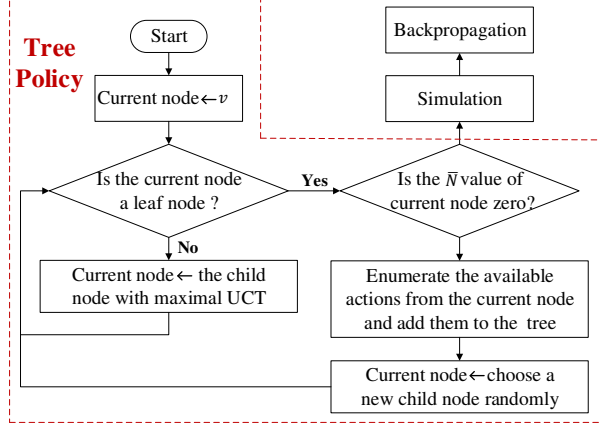 Tree
Policy
Start
Current node←v
Is the current node
a leaf node ?
Yes
No
Current node← the child
node with maximal UCT
Is the N̄ value of
current node zero?
Simulation
Backpropagation
Enumerate the available
actions from the current node
and add them to the tree
Current node←choose a
new child node randomly